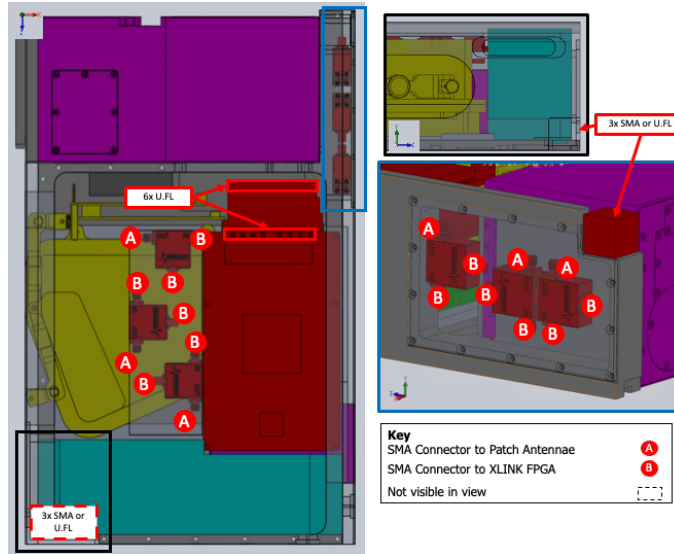 3x SMA or U.FL
6x U.FL
A
B
B
B
B
B
A
B
A
A
B
A
A
B
B
B
B
B
3x SMA or
U.FL
Key
SMA Connector to Patch Antennae
A
SMA Connector to XLINK FPGA
B
Not visible in view